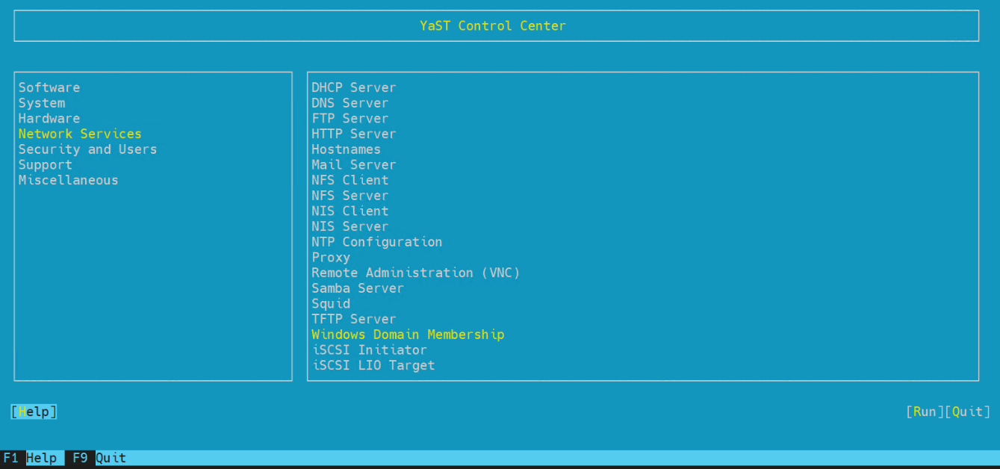 YaST Control Center
Software
System
Hardware
Network Services
Security and Users
Support
Miscellaneous
DHCP Server
DNS Server
FTP Server
HTTP Server
Hostnames
Mail Server
NFS Client
NFS Server
NIS Client
NIS Server
NTP Configuration
Proxy
Remote Administration (VNC)
Samba Server
Squid
TFTP Server
Windows Domain Membership
iSCSI Initiator
iSCSI LIO Target
[Help] [Run][Quit]
F1 Help F9 Quit